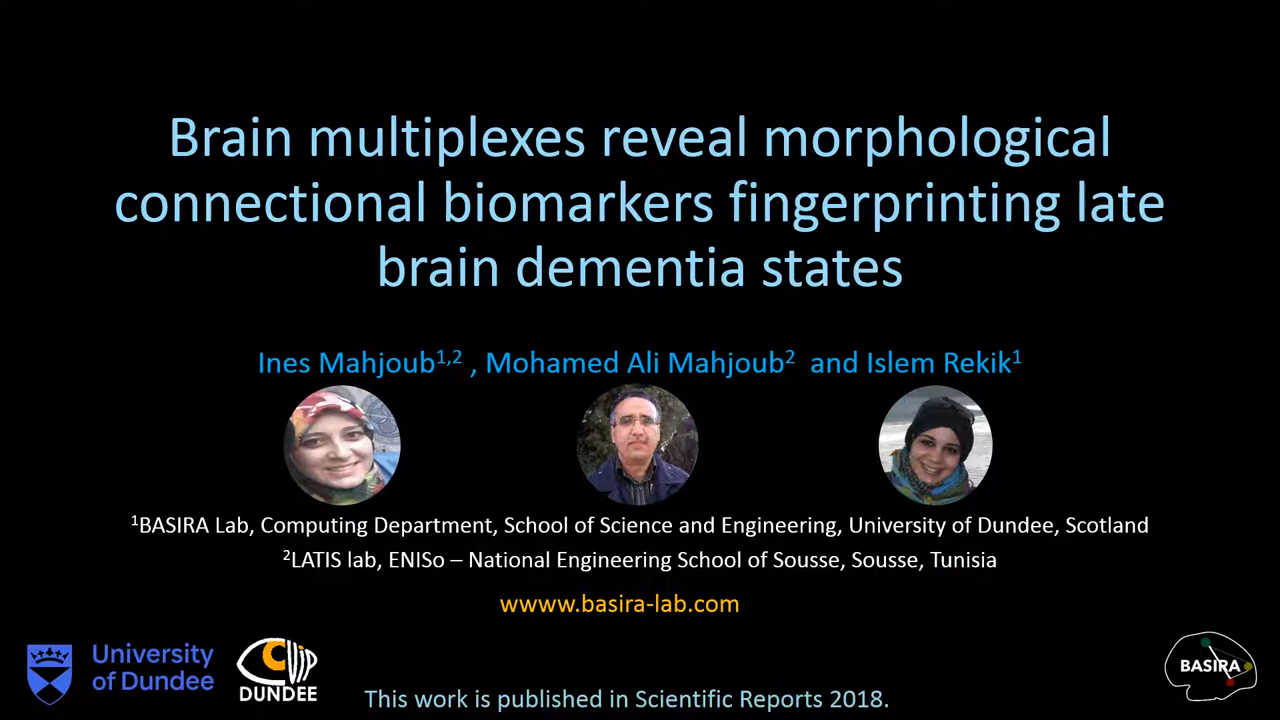 Brain multiplexes reveal morphological
connectional biomarkers fingerprinting late
brain dementia states
Ines Mahjoub1,2 , Mohamed Ali Mahjoub2 and Islem Rekik1
1BASIRA Lab, Computing Department, School of Science and Engineering, University of Dundee, Scotland
2LATIS lab, ENISo – National Engineering School of Sousse, Sousse, Tunisia
wwww.basira-lab.com
University
of Dundee
CVIP
DUNDEE
BASIRA
This work is published in Scientific Reports 2018.